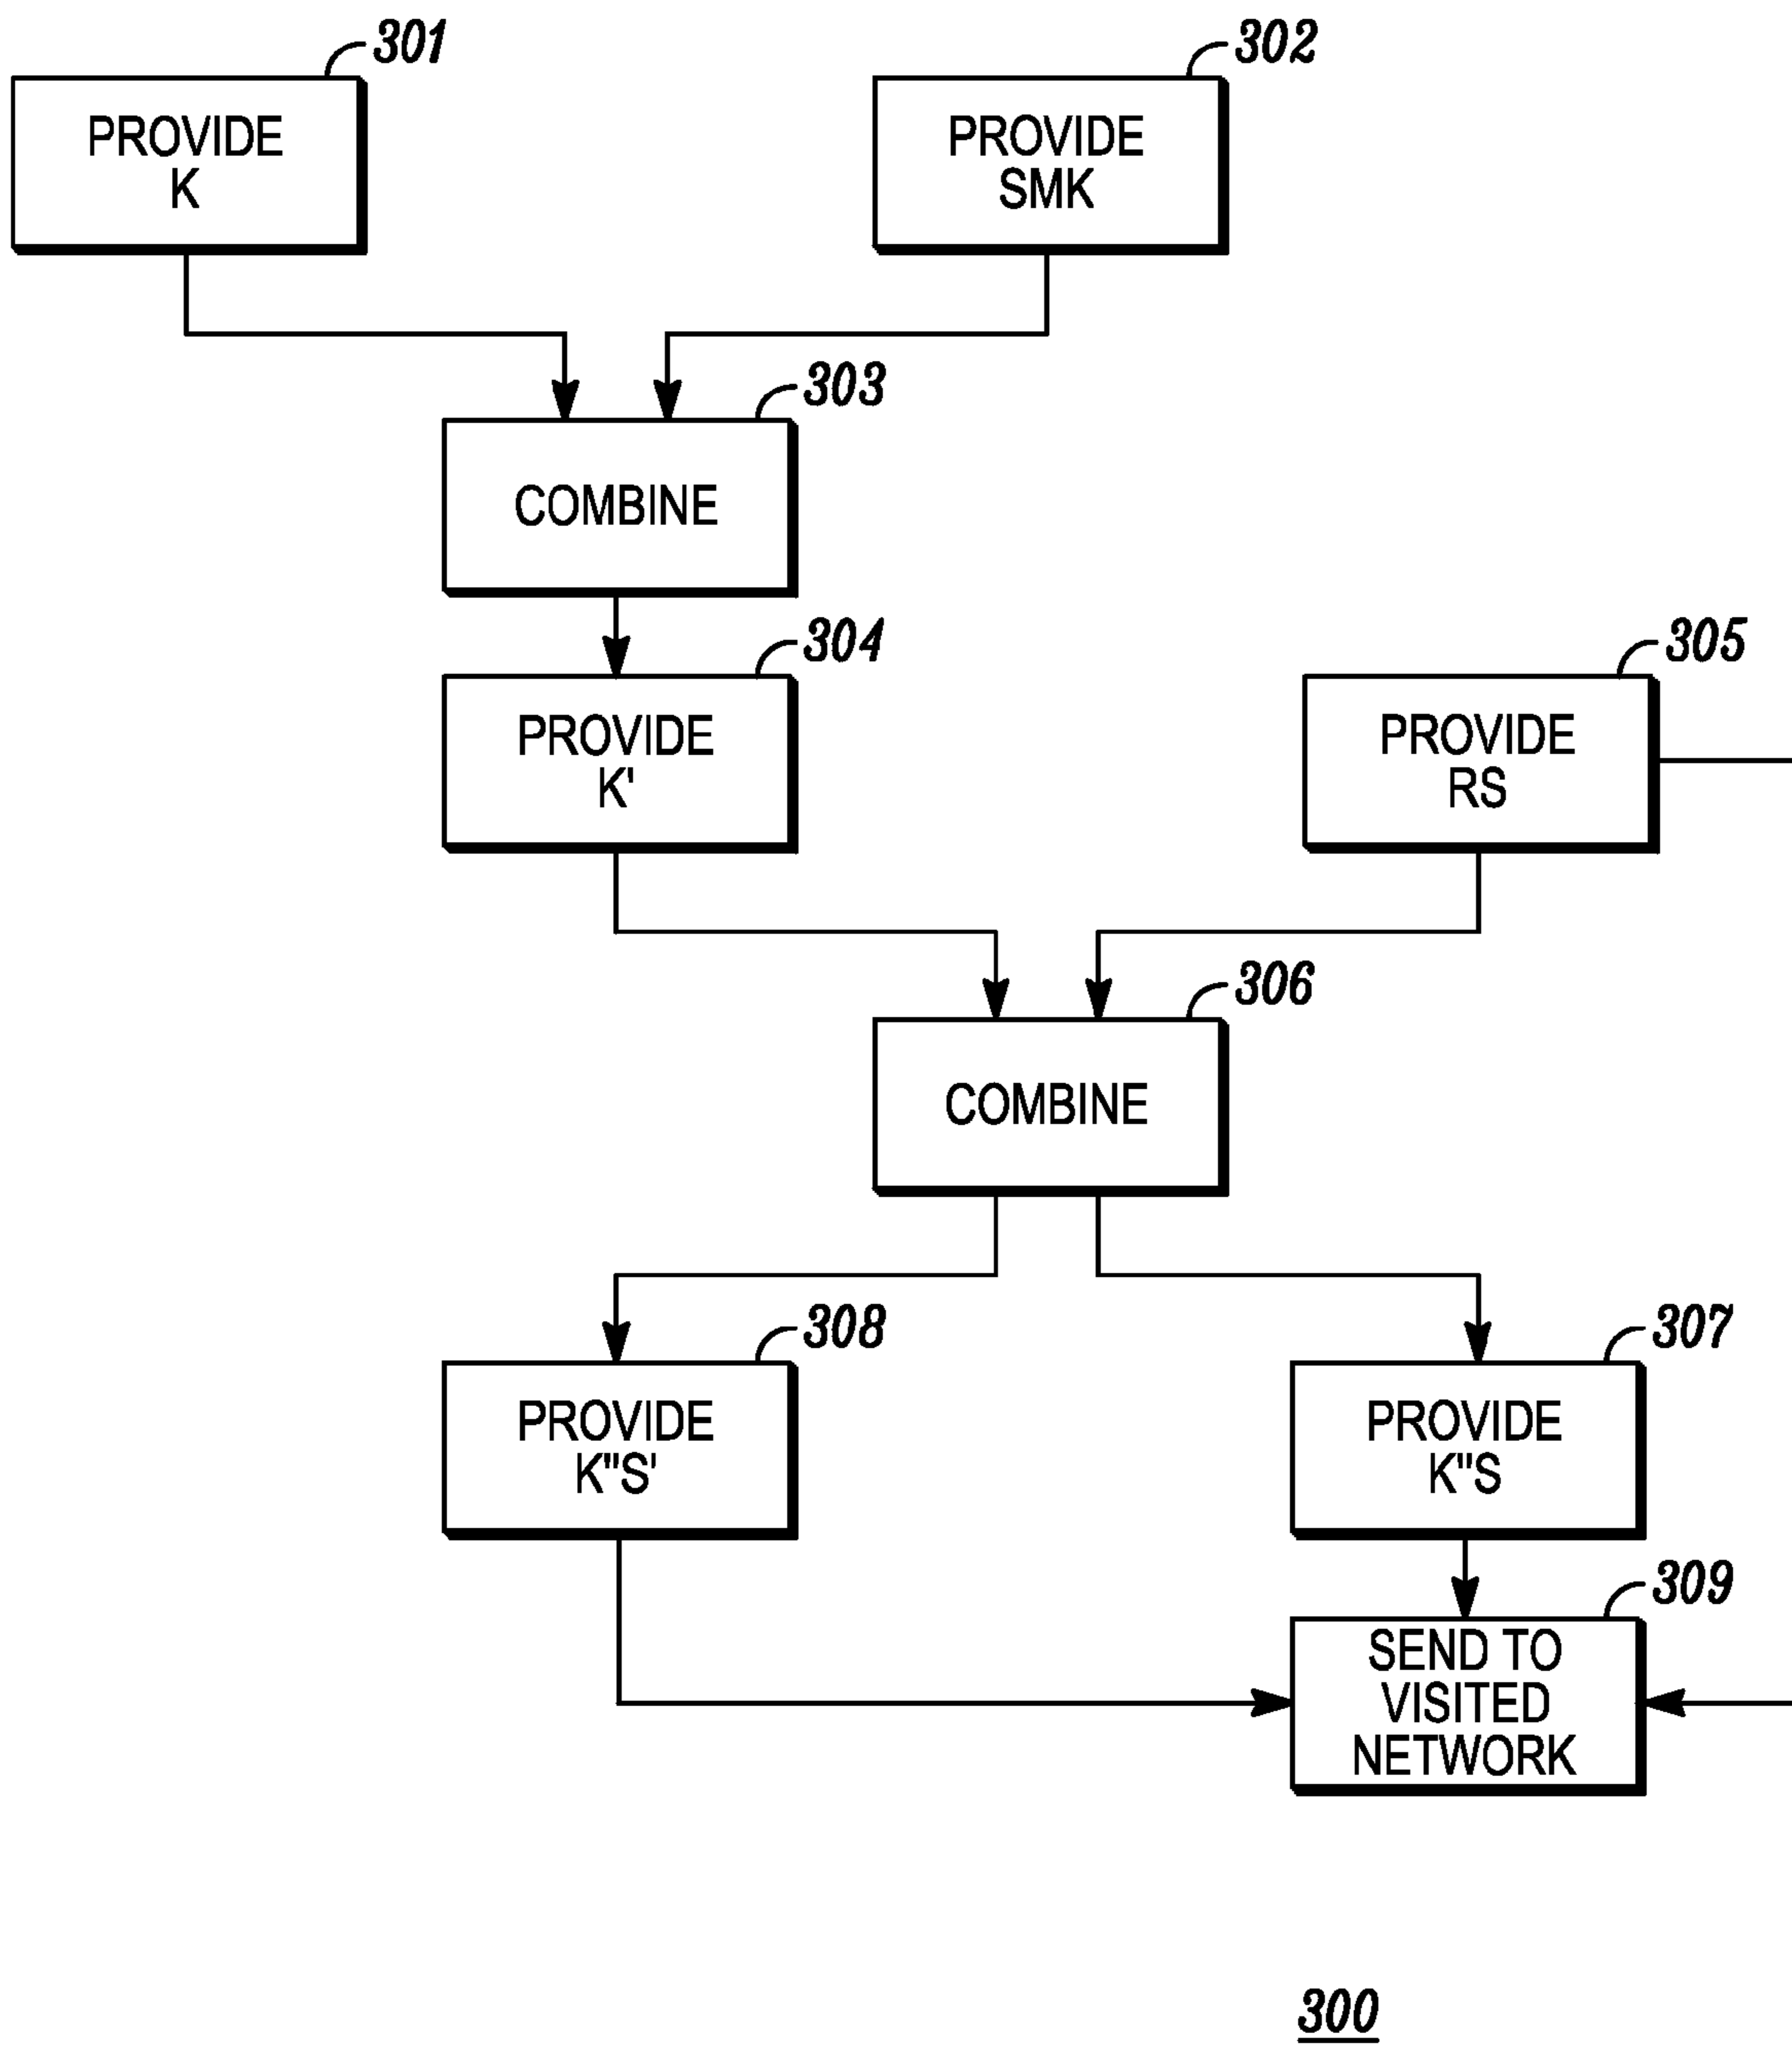 301
PROVIDE
K
302
PROVIDE
SMK
303
COMBINE
304
PROVIDE
K'
305
PROVIDE
RS
306
COMBINE
308
PROVIDE
K"S'
307
PROVIDE
K"S
309
SEND TO
VISITED
NETWORK
300